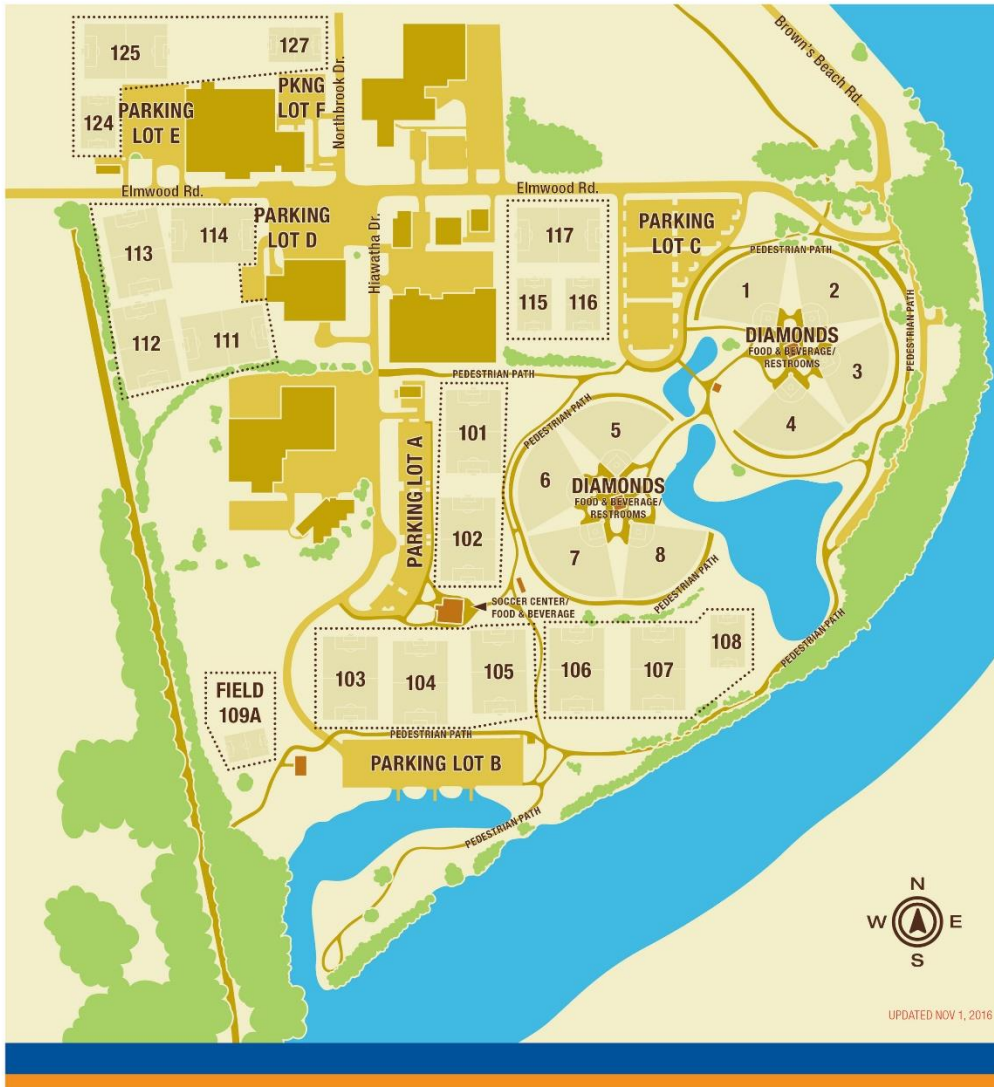 125
127
Brown's Beach Rd.
124
PARKING
LOT E
PKNG
LOT F
Northbrook Dr.
Elmwood Rd.
Elmwood Rd.
113
114
PARKING
LOT D
Hiawatha Dr.
117
PARKING
LOT C
PEDESTRIAN PATH
112
111
115
116
1
2
DIAMONDS
FOOD & BEVERAGE/
RESTROOMS
3
4
PEDESTRIAN PATH
PEDESTRIAN PATH
PARKING LOT A
101
PEDESTRIAN PATH
5
6
DIAMONDS
FOOD & BEVERAGE/
RESTROOMS
102
7
8
SOCCER CENTER/
FOOD & BEVERAGE
PEDESTRIAN PATH
PEDESTRIAN PATH
FIELD
109A
103
104
105
106
107
108
PEDESTRIAN PATH
PARKING LOT B
PEDESTRIAN PATH
N
W
E
S
UPDATED NOV 1, 2016